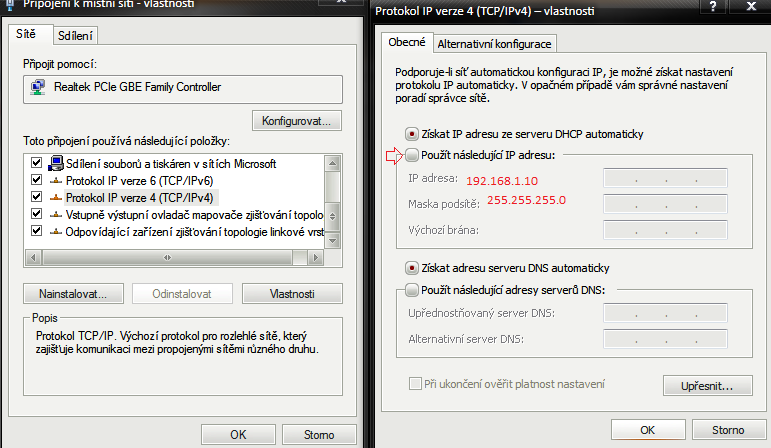 Připojení k místní síti - vlastnosti
Sítě
Sdílení
Připojit pomocí:
Realtek PCIe GBE Family Controller
Konfigurovat...
Toto připojení používá následující položky:
Sdílení souborů a tiskáren v sítích Microsoft
Protokol IP verze 6 (TCP/IPv6)
Protokol IP verze 4 (TCP/IPv4)
Vstupně výstupní ovladač mapovače zjišťování topolo
Odpovídající zařízení zjišťování topologie linkové vrst
Nainstalovat...
Odinstalovat
Vlastnosti
Popis
Protokol TCP/IP. Výchozí protokol pro rozlehlé sítě, který
zajišťuje komunikaci mezi propojenými sítěmi různého druhu.
OK
Storno
Protokol IP verze 4 (TCP/IPv4) – vlastnosti
?
X
Obecné
Alternativní konfigurace
Podporuje-li síť automatickou konfiguraci IP, je možné získat nastavení
protokolu IP automaticky. V opačném případě vám správné nastavení
poradí správce sítě.
Získat IP adresu ze serveru DHCP automaticky
Použít následující IP adresu:
IP adresa: 192.168.1.10
Maska podsítě: 255.255.255.0
Výchozí brána:
Získat adresu serveru DNS automaticky
Použít následující adresy serverů DNS:
Upřednostňovaný server DNS:
Alternativní server DNS:
Při ukončení ověřit platnost nastavení
Upřesnit...
OK
Storno